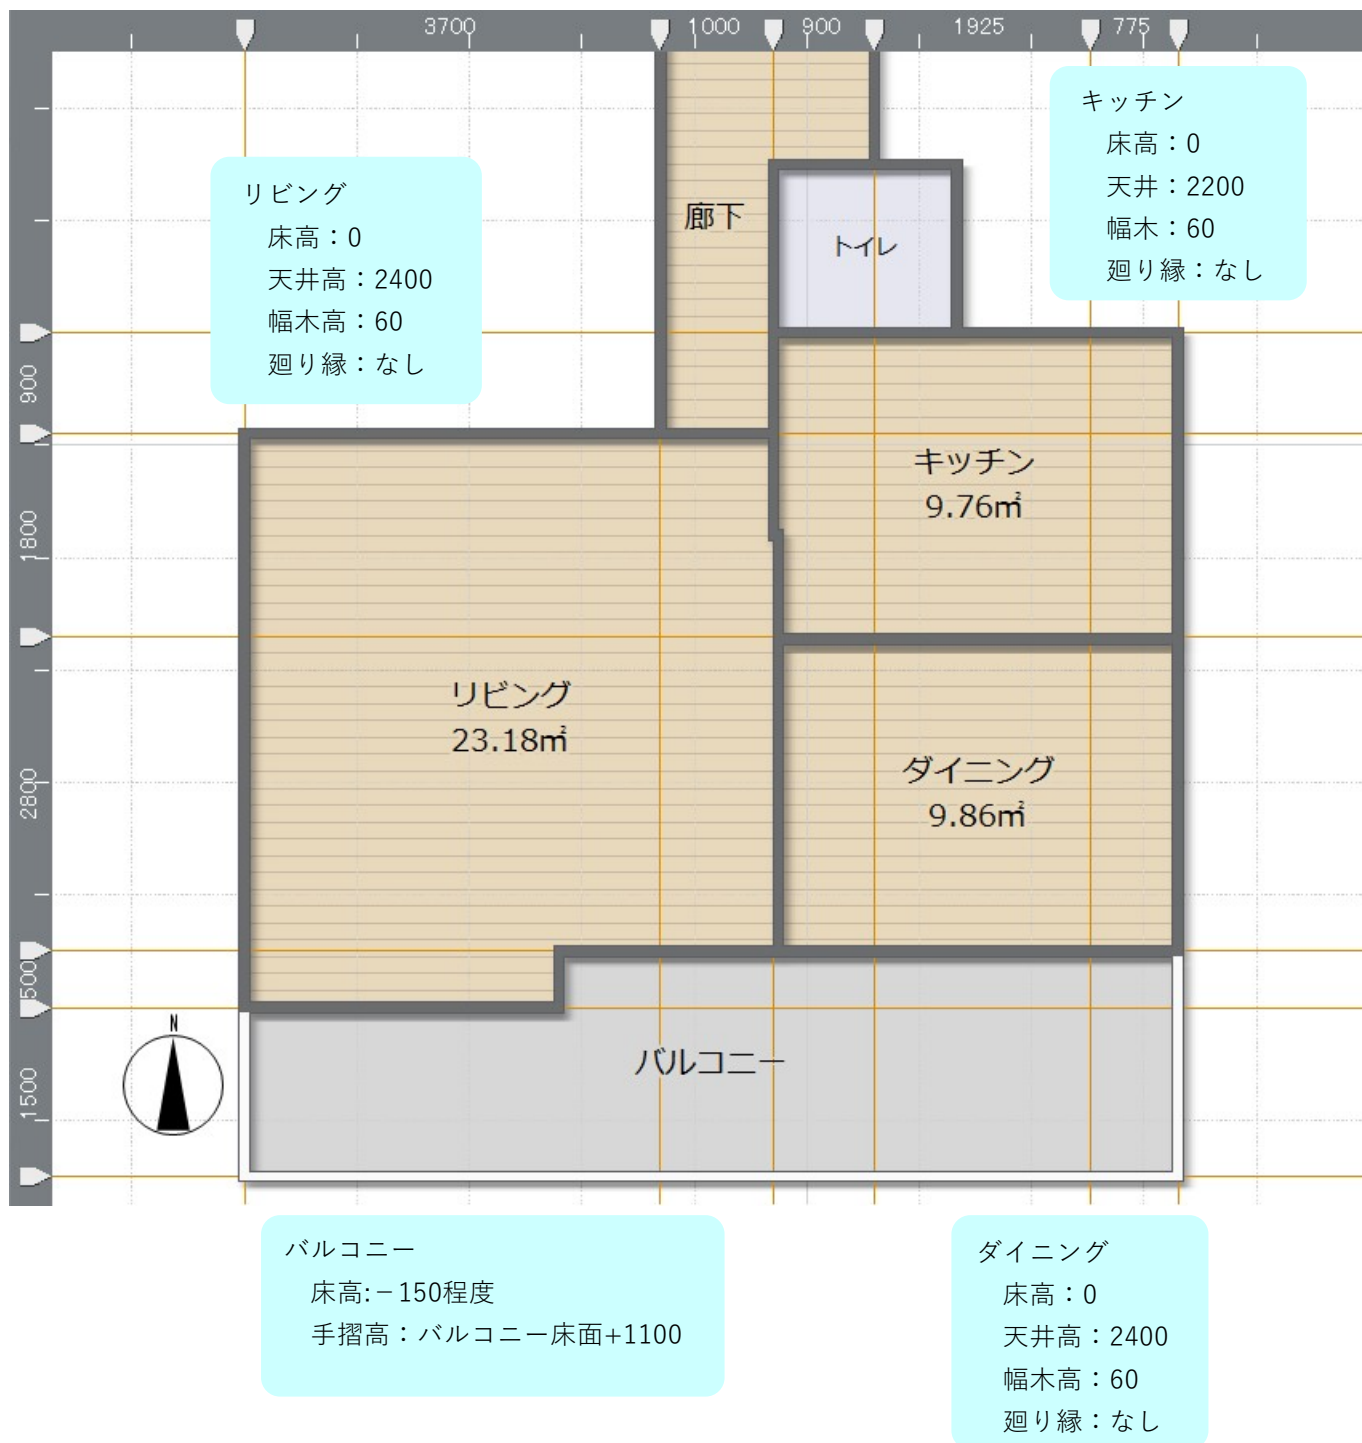 3700
1000
900
1925
775
キッチン
床高：0
天井：2200
幅木：60
廻り縁：なし
リビング
床高：0
天井高：2400
幅木高：60
廻り縁：なし
廊下
トイレ
900
キッチン
9.76㎡
1800
リビング
23.18㎡
ダイニング
9.86㎡
2800
500
N
バルコニー
1500
バルコニー
床高:－150程度
手摺高：バルコニー床面+1100
ダイニング
床高：0
天井高：2400
幅木高：60
廻り縁：なし